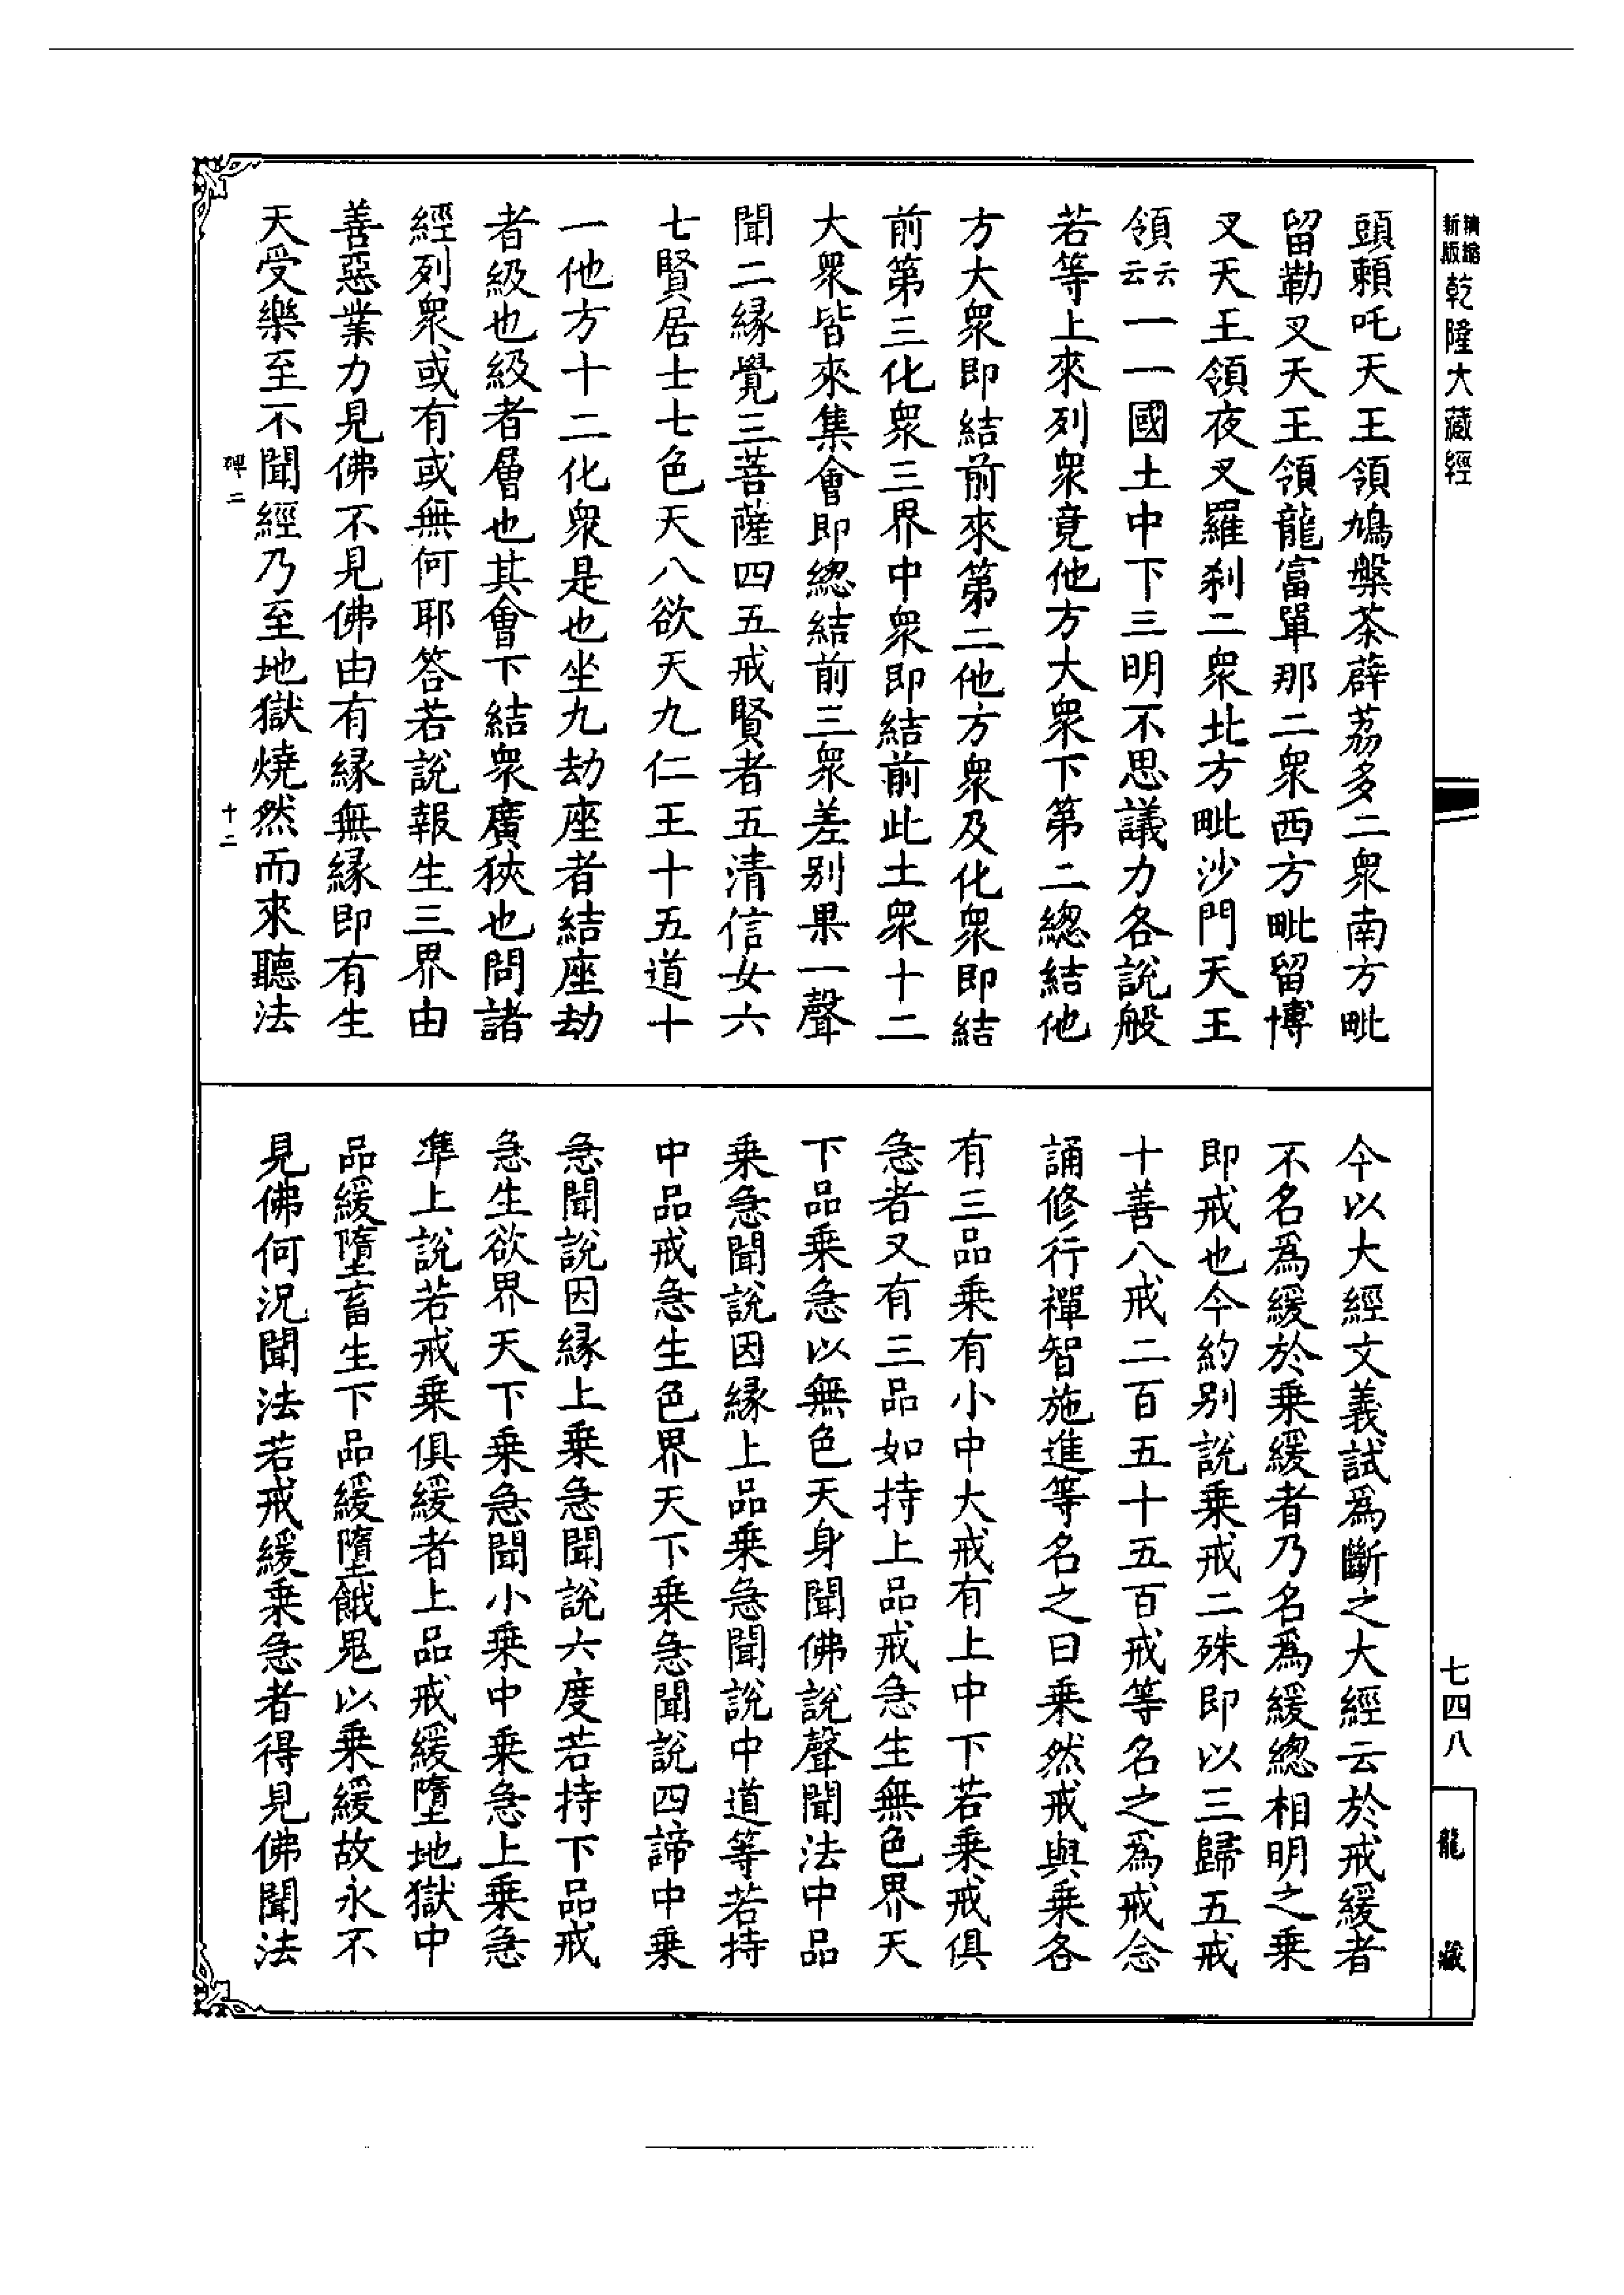 精縮新版乾隆大藏經
七四八
龍藏
頭賴吒天王領鳩槃茶薜荔多二衆南方毗
留勒叉天王領龍富單那二衆西方毗留博
叉天王領夜叉羅刹二衆北方毗沙門天王
領云云一一國土中下三明不思議力各說般
若等上來列衆竟他方大衆下第二總結他
方大衆即結前來第二他方衆及化衆即結
前第三化衆三界中衆即結前此土衆十二
大衆皆來集會即總結前三衆差别果一聲
聞二緣覺三菩薩四五戒賢者五清信女六
七賢居士七色天八欲天九仁王十五道十
一他方十二化衆是也坐九劫座者結座劫
者級也級者層也其會下結衆廣狹也問諸
經列衆或有或無何耶答若說報生三界由
善惡業力見佛不見佛由有緣無緣即有生
天受樂至不聞經乃至地獄燒然而來聽法
碑二
十二
今以大經文義試爲斷之大經云於戒緩者
不名爲緩於乗緩者乃名爲緩總相明之乗
即戒也今約别說乗戒二殊即以三歸五戒
十善八戒二百五十五百戒等名之爲戒念
誦修行禪智施進等名之曰乗然戒與乗各
有三品乗有小中大戒有上中下若乗戒俱
急者又有三品如持上品戒急生無色界天
下品乗急以無色天身聞佛說聲聞法中品
乗急聞說因緣上品乗急聞說中道等若持
中品戒急生色界天下乗急聞說四諦中乗
急聞說因緣上乗急聞說六度若持下品戒
急生欲界天下乗急聞小乗中乗急上乗急
準上說若戒乗俱緩者上品戒緩墮地獄中
品緩墮畜生下品緩墮餓鬼以乗緩故永不
見佛何況聞法若戒緩乗急者得見佛聞法